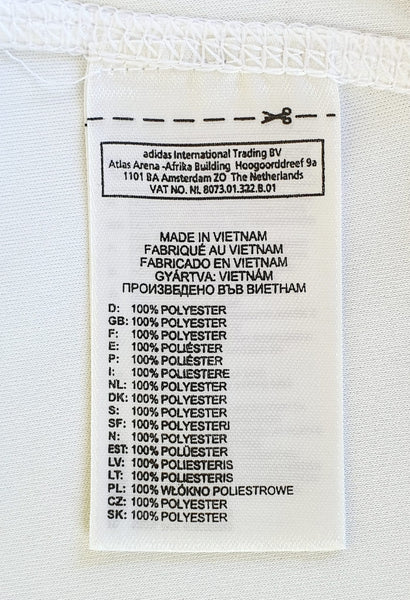 adidas International Trading BV
Atlas Arena -Afrika Building Hoogoorddreef 9a
1101 BA Amsterdam ZO The Netherlands
VAT NO. NL 8073.01.322.B.01
MADE IN VIETNAM
FABRIQUÉ AU VIETNAM
FABRICADO EN VIETNAM
GYÁRTVA: VIETNÁM
ПРОИЗВЕДЕНО ВЪВ ВИЕТНАМ
D: 100% POLYESTER
GB: 100% POLYESTER
F: 100% POLYESTER
E: 100% POLIÉSTER
P: 100% POLIÉSTER
I: 100% POLIESTERE
NL: 100% POLYESTER
DK: 100% POLYESTER
S: 100% POLYESTER
SF: 100% POLYESTERI
N: 100% POLYESTER
EST: 100% POLÜESTER
LV: 100% POLIESTERIS
LT: 100% POLIESTERIS
PL: 100% WŁÓKNO POLIESTROWE
CZ: 100% POLYESTER
SK: 100% POLYESTER